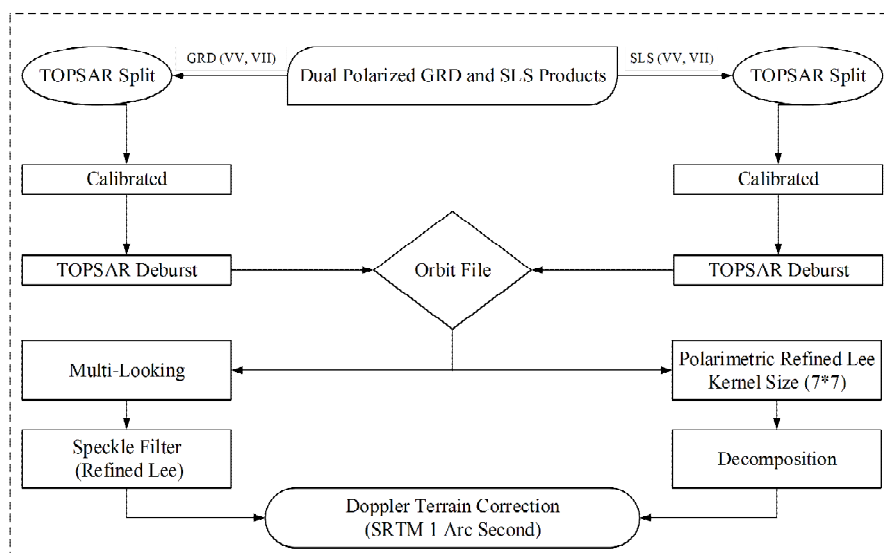 GRD (VV, VII)
Dual Polarized GRD and SLS Products
SLS (VV, VII)
TOPSAR Split
TOPSAR Split
Calibrated
Calibrated
TOPSAR Deburst
Orbit File
TOPSAR Deburst
Multi-Looking
Polarimetric Refined Lee
Kernel Size (7*7)
Speckle Filter
(Refined Lee)
Decomposition
Doppler Terrain Correction
(SRTM 1 Arc Second)